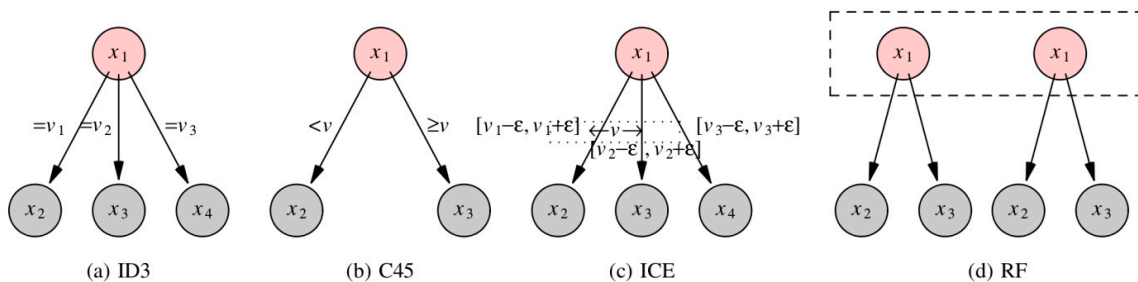 x1 x1 x1 x1 x1
=v1 =v2 =v3 <v ≥v [v1−ε, v1+ε] v [v3−ε, v3+ε]
[v2−ε, v2+ε]
x2 x3 x4 x2 x3 x2 x3 x4 x2 x3 x2 x3
(a) ID3 (b) C45 (c) ICE (d) RF